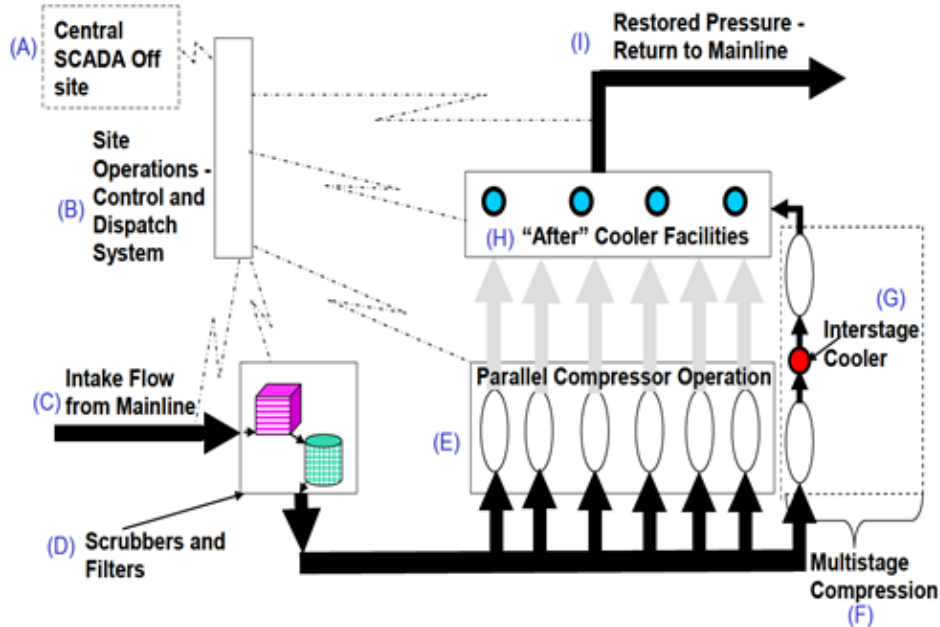 (A) Central
SCADA Off
site
(I) Restored Pressure -
Return to Mainline
(B) Site
Operations -
Control and
Dispatch
System
(H) “After” Cooler Facilities
(G)
Interstage
Cooler
(C) Intake Flow
from Mainline
Parallel Compressor Operation
(E)
(D) Scrubbers and
Filters
Multistage
Compression
(F)